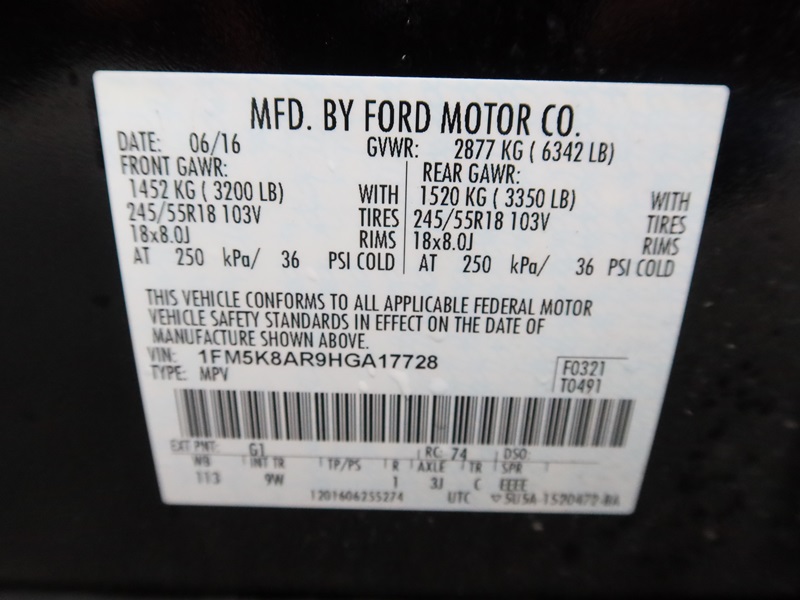 MFD. BY FORD MOTOR CO.
DATE: 06/16 GVWR: 2877 KG ( 6342 LB)
FRONT GAWR: REAR GAWR:
1452 KG ( 3200 LB) WITH 1520 KG ( 3350 LB) WITH
245/55R18 103V TIRES 245/55R18 103V TIRES
18x8.0J RIMS 18x8.0J RIMS
AT 250 kPa/ 36 PSI COLD AT 250 kPa/ 36 PSI COLD
THIS VEHICLE CONFORMS TO ALL APPLICABLE FEDERAL MOTOR
VEHICLE SAFETY STANDARDS IN EFFECT ON THE DATE OF
MANUFACTURE SHOWN ABOVE.
VIN: 1FM5K8AR9HGA17728 F0321
TYPE: MPV T0491
EXT PNT: G1 RC: 74 DSO:
WB INT TR TP/PS R AXLE TR SPR
113 9W 1 3J C EEEE
1201606255274 UTC 5U5A-1520472-BA